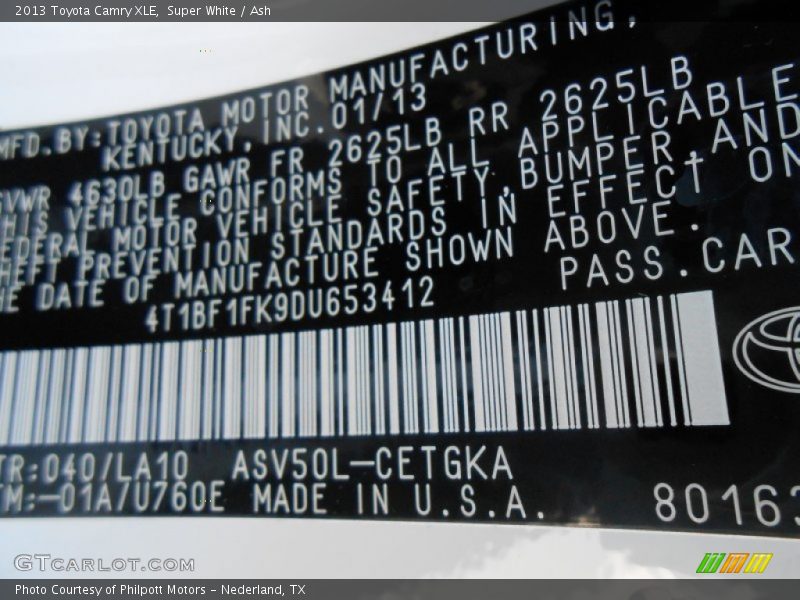 2013 Toyota Camry XLE, Super White / Ash
MFD.BY:TOYOTA MOTOR MANUFACTURING,
KENTUCKY, INC.01/13
GVWR 4630LB GAWR FR 2625LB RR 2625LB
THIS VEHICLE CONFORMS TO ALL APPLICABLE
FEDERAL MOTOR VEHICLE SAFETY,BUMPER,AND
THEFT PREVENTION STANDARDS IN EFFECT ON
THE DATE OF MANUFACTURE SHOWN ABOVE.
4T1BF1FK9DU653412 PASS.CAR
TR:040/LA10 ASV50L-CETGKA
TM:-01A/U760E MADE IN U.S.A. 80163
GTCARLOT.COM
Photo Courtesy of Philpott Motors - Nederland, TX